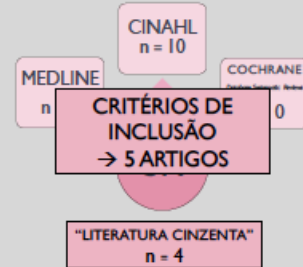 CINAHL
n = 10
MEDLINE
n
COCHRANE
0
CRITÉRIOS DE
INCLUSÃO
→ 5 ARTIGOS
"LITERATURA CINZENTA"
n = 4